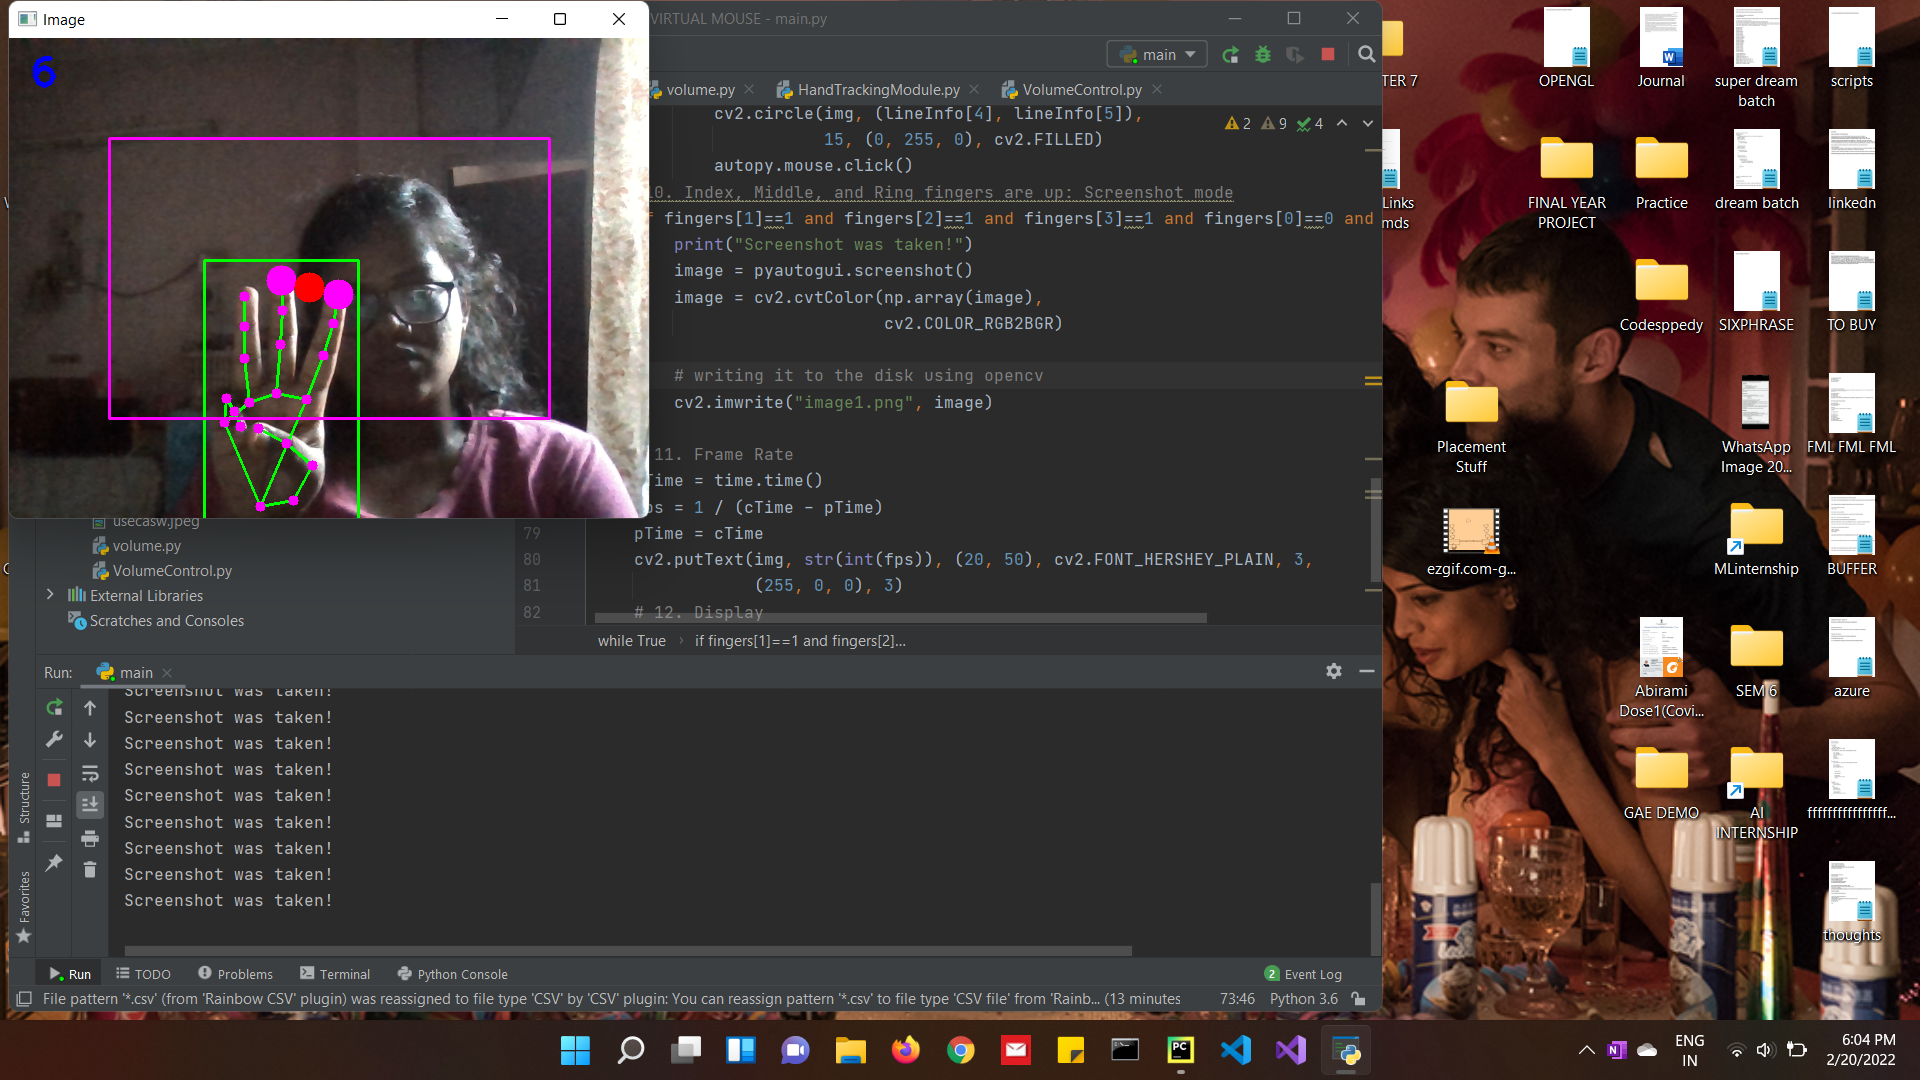 Image
6
VIRTUAL MOUSE - main.py
main
volume.py
HandTrackingModule.py
VolumeControl.py
2 9 4
cv2.circle(img, (lineInfo[4], lineInfo[5]),
15, (0, 255, 0), cv2.FILLED)
autopy.mouse.click()
10. Index, Middle, and Ring fingers are up: Screenshot mode
fingers[1]==1 and fingers[2]==1 and fingers[3]==1 and fingers[0]==0 and
print("Screenshot was taken!")
image = pyautogui.screenshot()
image = cv2.cvtColor(np.array(image),
cv2.COLOR_RGB2BGR)
# writing it to the disk using opencv
cv2.imwrite("image1.png", image)
11. Frame Rate
Time = time.time()
= 1 / (cTime - pTime)
79 pTime = cTime
80 cv2.putText(img, str(int(fps)), (20, 50), cv2.FONT_HERSHEY_PLAIN, 3,
81 (255, 0, 0), 3)
82 # 12. Display
while True
if fingers[1]==1 and fingers[2]...
usecasw.jpeg
volume.py
VolumeControl.py
External Libraries
Scratches and Consoles
Run:
main
Screenshot was taken!
Screenshot was taken!
Screenshot was taken!
Screenshot was taken!
Screenshot was taken!
Screenshot was taken!
Screenshot was taken!
Screenshot was taken!
Screenshot was taken!
Structure
Favorites
Run
TODO
Problems
Terminal
Python Console
2 Event Log
File pattern '*.csv' (from 'Rainbow CSV' plugin) was reassigned to file type 'CSV' by 'CSV' plugin: You can reassign pattern '*.csv' to file type 'CSV file' from 'Rainb... (13 minutes
73:46
Python 3.6
TER 7
Links
mds
OPENGL
Journal
super dream
batch
scripts
FINAL YEAR
PROJECT
Practice
dream batch
linkedn
Codesppedy
SIXPHRASE
TO BUY
Placement
Stuff
WhatsApp
Image 20...
FML FML FML
ezgif.com-g...
MLinternship
BUFFER
Abirami
Dose1(Covi...
SEM 6
azure
GAE DEMO
AI
INTERNSHIP
fffffffffffffffff...
thoughts
PC
N
ENG
IN
6:04 PM
2/20/2022